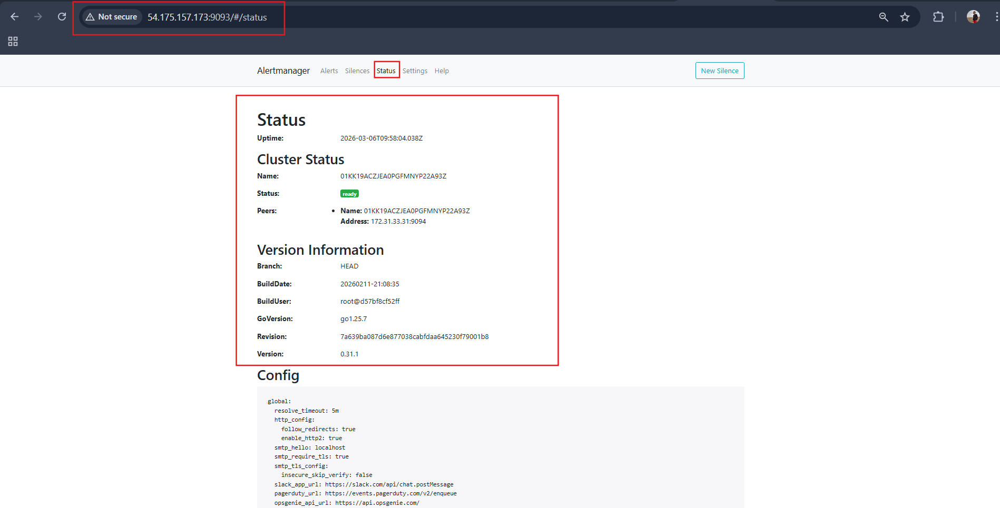 Not secure 54.175.157.173:9093/#/status
Alertmanager Alerts Silences Status Settings Help New Silence
Status
Uptime: 2026-03-06T09:58:04.038Z
Cluster Status
Name: 01KK19ACZJEA0PGFMNYP22A93Z
Status: ready
Peers: • Name: 01KK19ACZJEA0PGFMNYP22A93Z
Address: 172.31.33.31:9094
Version Information
Branch: HEAD
BuildDate: 20260211-21:08:35
BuildUser: root@d57bf8cf52ff
GoVersion: go1.25.7
Revision: 7a639ba087d6e877038cabfdaa645230f79001b8
Version: 0.31.1
Config
global:
  resolve_timeout: 5m
  http_config:
    follow_redirects: true
    enable_http2: true
  smtp_hello: localhost
  smtp_require_tls: true
  smtp_tls_config:
    insecure_skip_verify: false
  slack_app_url: https://slack.com/api/chat.postMessage
  pagerduty_url: https://events.pagerduty.com/v2/enqueue
  opsgenie_api_url: https://api.opsgenie.com/